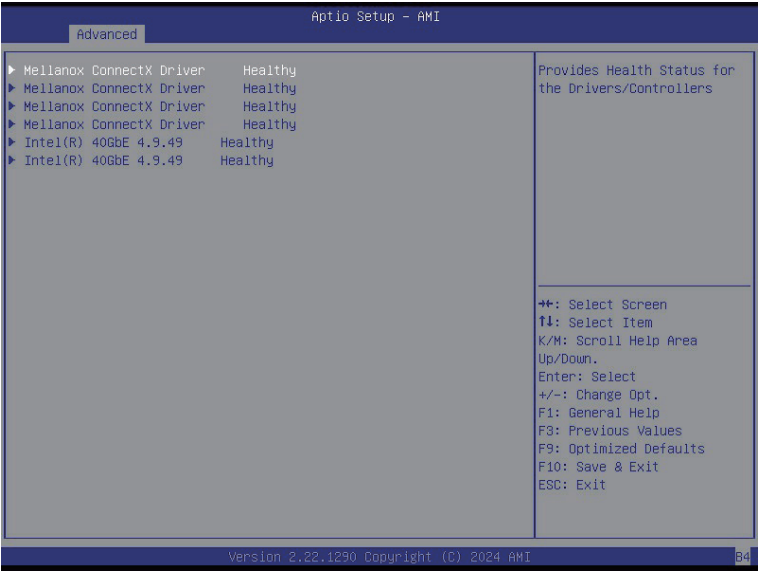 Aptio Setup – AMI
Advanced
Mellanox ConnectX Driver Healthy
Mellanox ConnectX Driver Healthy
Mellanox ConnectX Driver Healthy
Mellanox ConnectX Driver Healthy
Intel(R) 40GbE 4.9.49 Healthy
Intel(R) 40GbE 4.9.49 Healthy
Provides Health Status for
the Drivers/Controllers
→←: Select Screen
↑↓: Select Item
K/M: Scroll Help Area
Up/Down.
Enter: Select
+/-: Change Opt.
F1: General Help
F3: Previous Values
F9: Optimized Defaults
F10: Save & Exit
ESC: Exit
Version 2.22.1290 Copyright (C) 2024 AMI
B4